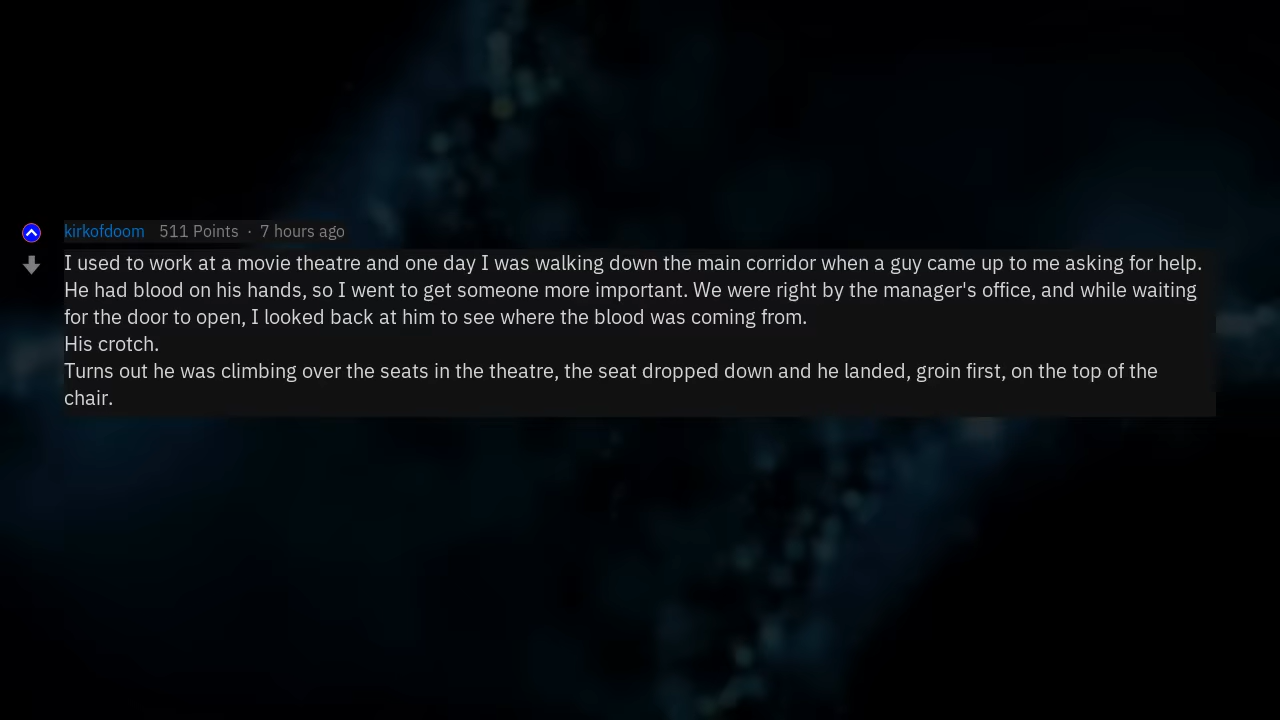 kirkofdoom 511 Points · 7 hours ago
I used to work at a movie theatre and one day I was walking down the main corridor when a guy came up to me asking for help.
He had blood on his hands, so I went to get someone more important. We were right by the manager's office, and while waiting
for the door to open, I looked back at him to see where the blood was coming from.
His crotch.
Turns out he was climbing over the seats in the theatre, the seat dropped down and he landed, groin first, on the top of the
chair.